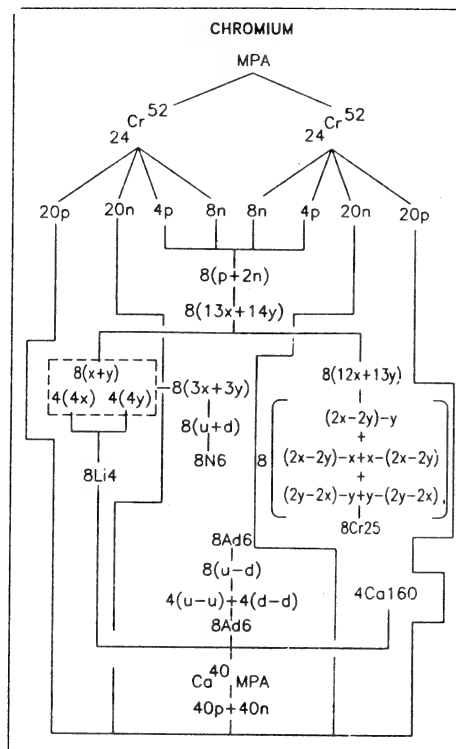 CHROMIUM
MPA
24Cr52 24Cr52
20p 20n 4p 8n 8n 4p 20n 20p
8(p+2n)
8(13x+14y)
8(x+y)
4(4x) 4(4y)
8(3x+3y)
8(u+d)
8N6
8Li4
8(12x+13y)
(2x-2y)-y
+
8 (2x-2y)-x+x-(2x-2y)
+
(2y-2x)-y+y-(2y-2x)
8Cr25
8Ad6
8(u-d)
4(u-u)+4(d-d)
8Ad6
4Ca160
Ca40 MPA
40p+40n